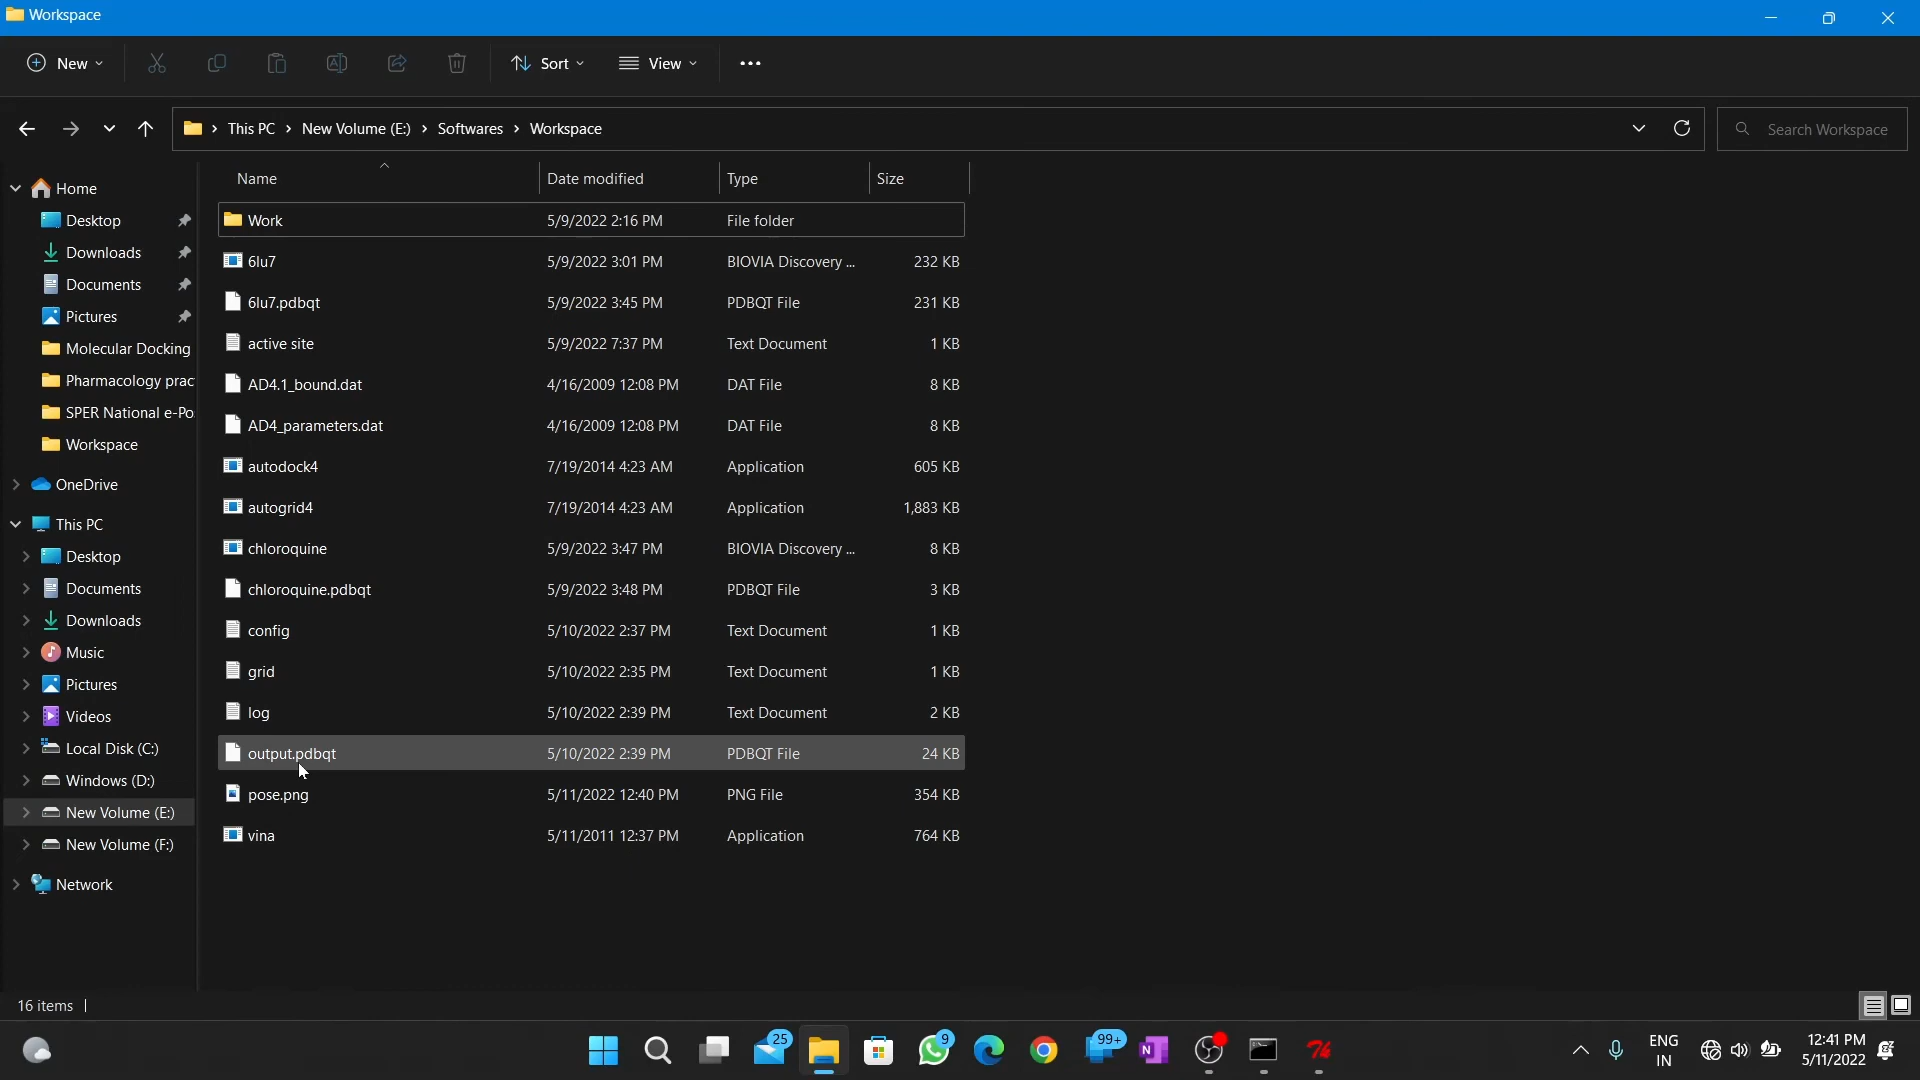 Workspace
New
Sort
View
This PC
New Volume (E:)
Softwares
Workspace
Search Workspace
Name
Date modified
Type
Size
Home
Desktop
Downloads
Documents
Pictures
Molecular Docking
Pharmacology prac
SPER National e-Po
Workspace
OneDrive
This PC
Desktop
Documents
Downloads
Music
Pictures
Videos
Local Disk (C:)
Windows (D:)
New Volume (E:)
New Volume (F:)
Network
Work 5/9/2022 2:16 PM File folder
6lu7 5/9/2022 3:01 PM BIOVIA Discovery ... 232 KB
6lu7.pdbqt 5/9/2022 3:45 PM PDBQT File 231 KB
active site 5/9/2022 7:37 PM Text Document 1 KB
AD4.1_bound.dat 4/16/2009 12:08 PM DAT File 8 KB
AD4_parameters.dat 4/16/2009 12:08 PM DAT File 8 KB
autodock4 7/19/2014 4:23 AM Application 605 KB
autogrid4 7/19/2014 4:23 AM Application 1,883 KB
chloroquine 5/9/2022 3:47 PM BIOVIA Discovery ... 8 KB
chloroquine.pdbqt 5/9/2022 3:48 PM PDBQT File 3 KB
config 5/10/2022 2:37 PM Text Document 1 KB
grid 5/10/2022 2:35 PM Text Document 1 KB
log 5/10/2022 2:39 PM Text Document 2 KB
output.pdbqt 5/10/2022 2:39 PM PDBQT File 24 KB
pose.png 5/11/2022 12:40 PM PNG File 354 KB
vina 5/11/2011 12:37 PM Application 764 KB
16 items
25
9
99+
N
ENG
IN
12:41 PM
5/11/2022